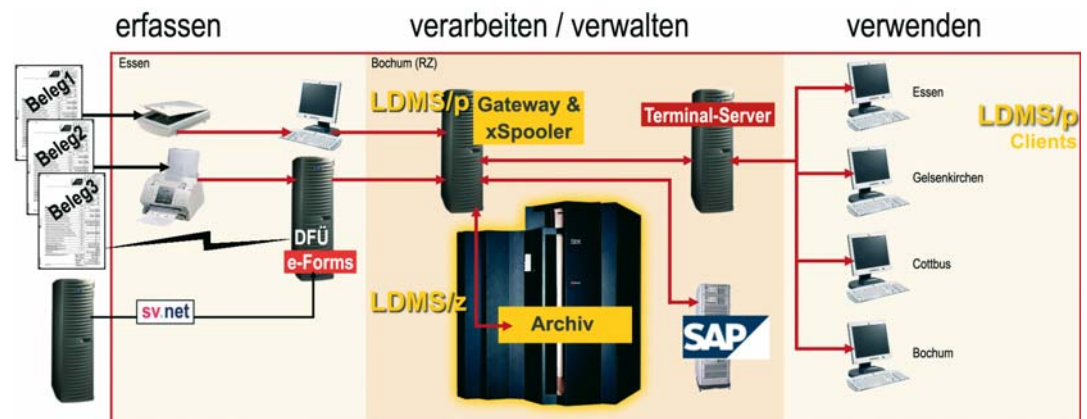 erfassen
verarbeiten / verwalten
verwenden
Essen
Bochum (RZ)
Beleg1
Beleg2
Beleg3
LDMS/p
Gateway &
xSpooler
Terminal-Server
Essen
LDMS/p
Clients
Gelsenkirchen
DFÜ
e-Forms
Cottbus
sv.net
LDMS/z
Archiv
SAP
Bochum